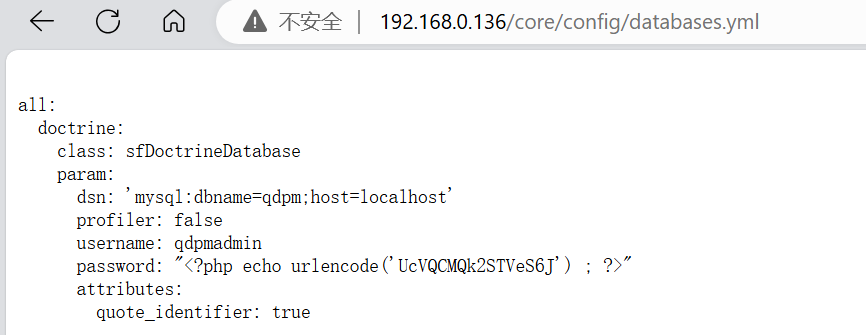 不安全 | 192.168.0.136/core/config/databases.yml
all:
  doctrine:
    class: sfDoctrineDatabase
    param:
      dsn: 'mysql:dbname=qdpm;host=localhost'
      profiler: false
      username: qdpmadmin
      password: "<?php echo urlencode('UcVQCMQk2STVeS6J') ; ?>"
      attributes:
        quote_identifier: true